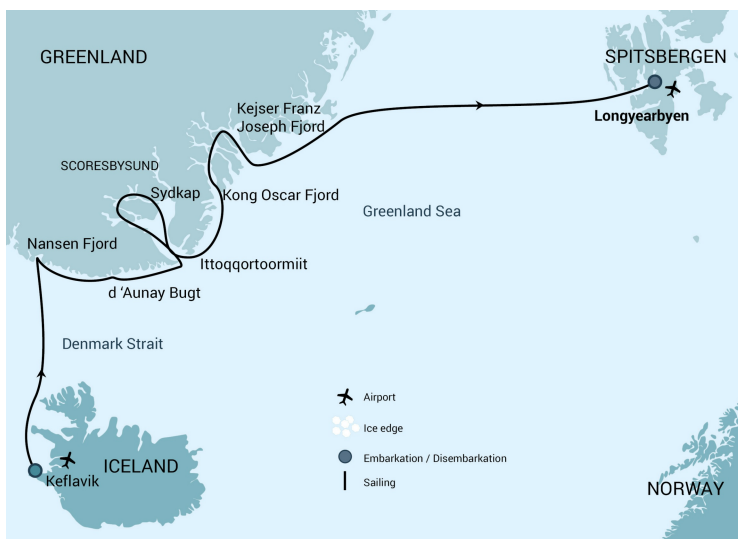 GREENLAND
SPITSBERGEN
Longyearbyen
Kejser Franz
Joseph Fjord
SCORESBYSUND
Sydkap
Kong Oscar Fjord
Greenland Sea
Nansen Fjord
Ittoqqortoormiit
d ‘Aunay Bugt
Denmark Strait
Airport
Ice edge
Embarkation / Disembarkation
Sailing
ICELAND
Keflavik
NORWAY